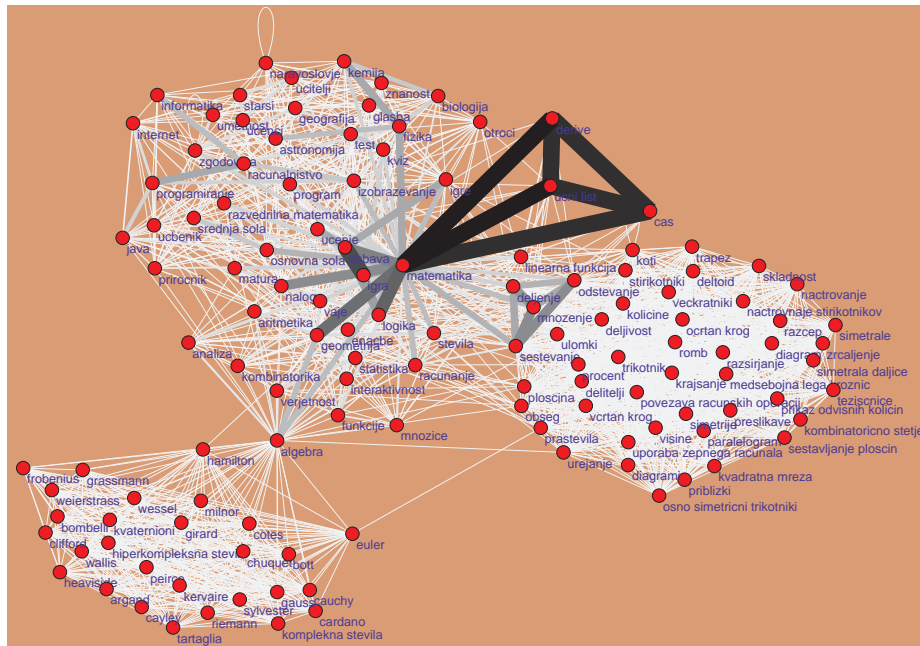 naravoslovje
kemija
ucitelji
znanost
informatika
starsi
biologija
geografija
glasba
internet
umetnost
ucenci
otroci
derive
test
fizika
astronomija
zgodovina
kviz
racunalnistvo
programiranje
program
izobrazevanje
igre
delni list
razvedrilna matematika
cas
ucbenik
srednja sola
java
ucenje
osnovna sola
zabava
matematika
linearna funkcija
koti
trapez
prirocnik
matura
igra
stirikotniki
deltoid
skladnost
naloge
deljenje
odstevanje
veckratniki
nactrovanje
vaje
mnozenje
kolicine
nactrovnaje stirikotnikov
aritmetika
logika
deljivost
ocrtan krog
razcep
simetrale
geometrija
enacbe
stevila
sestevanje
ulomki
romb
diagram
zrcaljenje
analiza
statistika
racunanje
procent
trikotnik
razsirjanje
simetrala daljice
kombinatorika
interaktivnost
delitelji
krajsanje
medsebojna lega kroznic
verjetnost
ploscina
povezava racunskih operacij
prikaz odvisnih kolicin
teziscnice
funkcije
mnozice
obseg
vcrtan krog
simetrije
preslikave
kombinatoricno stetje
prastevila
visine
paralelogram
sestavljanje ploscin
algebra
hamilton
urejanje
uporaba zepnega racunala
frobenius
grassmann
diagrami
kvadratna mreza
weierstrass
wessel
milnor
priblizki
osno simetricni trikotniki
bombelli
kvaternioni
girard
cotes
clifford
hiperkompleksna stevila
euler
wallis
chuquet
bott
heaviside
peirce
argand
kervaire
gauss
cauchy
cayley
sylvester
cardano
tartaglia
riemann
komplekna stevila